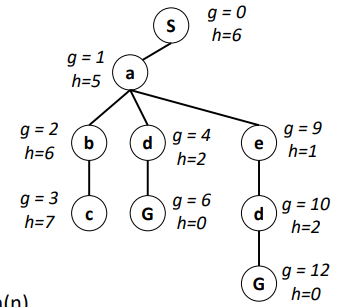 S
g = 0
h=6
g = 1
h=5
a
g = 2
h=6
b
d
g = 4
h=2
e
g = 9
h=1
g = 3
h=7
c
G
g = 6
h=0
d
g = 10
h=2
G
g = 12
h=0